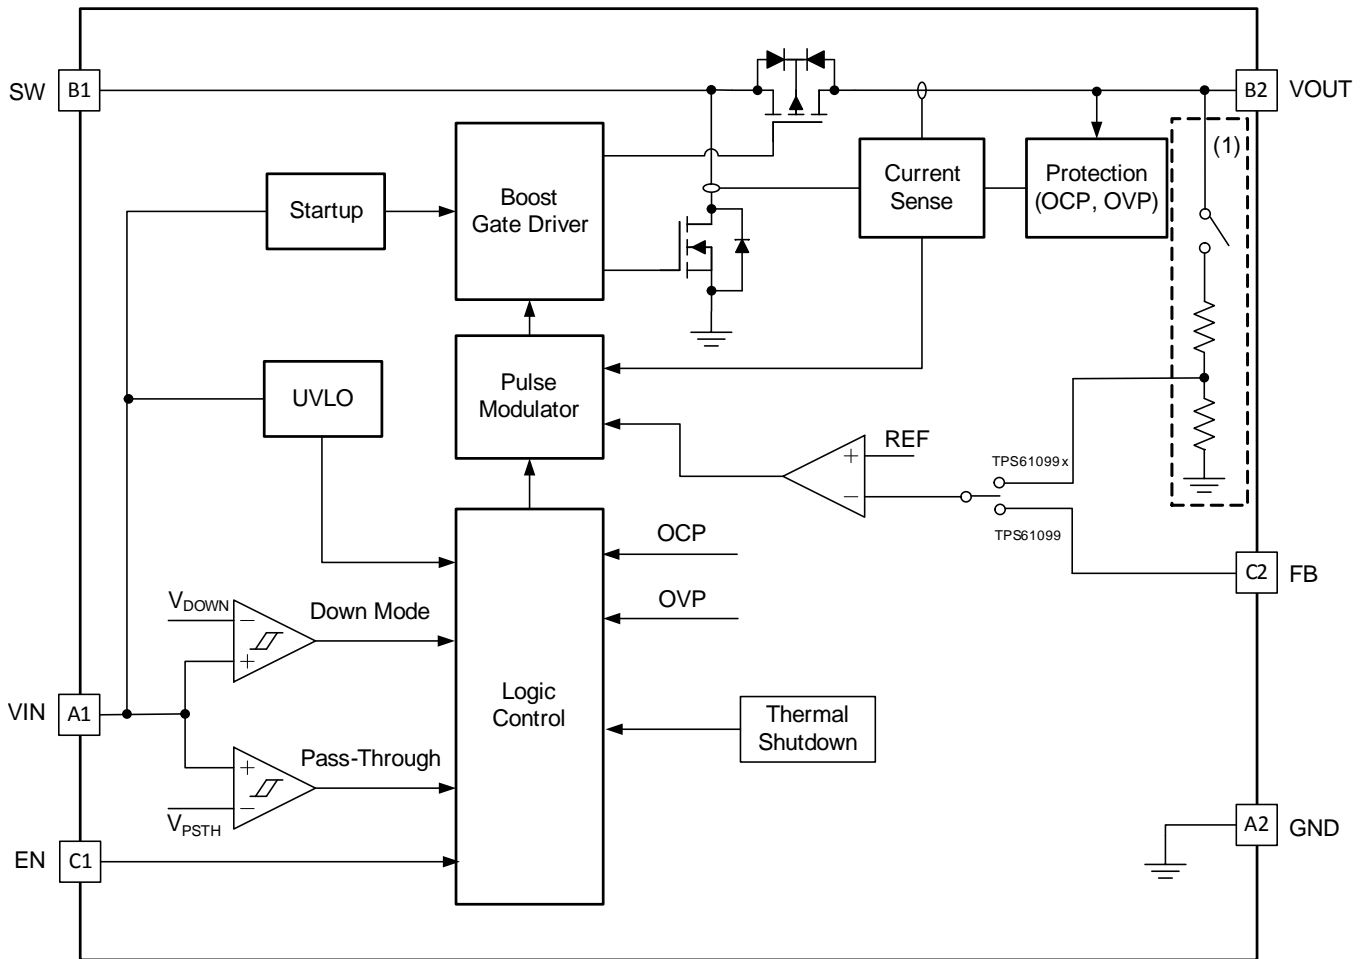 SW
B1
B2
VOUT
(1)
Startup
Boost
Gate Driver
Current
Sense
Protection
(OCP, OVP)
UVLO
Pulse
Modulator
REF
+
−
TPS61099x
TPS61099
OCP
OVP
C2
FB
VDOWN
−
+
Down Mode
VIN
A1
Logic
Control
Thermal
Shutdown
Pass-Through
+
−
VPSTH
EN
C1
A2
GND